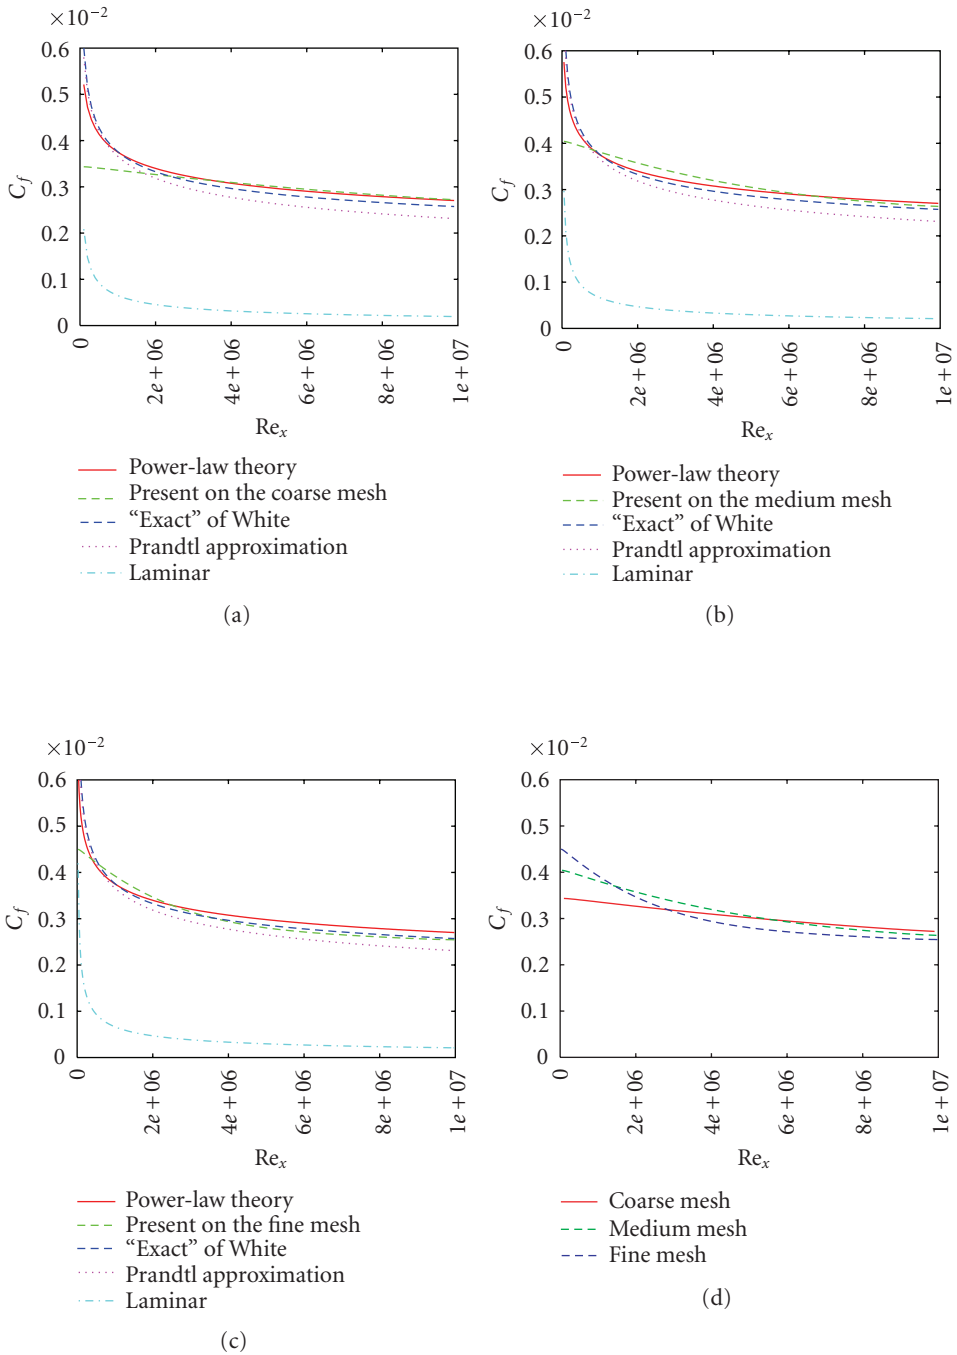 ×10⁻²
0.6
0.5
0.4
0.3
0.2
0.1
0
C_f
0
2e + 06
4e + 06
6e + 06
8e + 06
1e + 07
Re_x
Power-law theory
Present on the coarse mesh
“Exact” of White
Prandtl approximation
Laminar
(a)
×10⁻²
0.6
0.5
0.4
0.3
0.2
0.1
0
C_f
0
2e + 06
4e + 06
6e + 06
8e + 06
1e + 07
Re_x
Power-law theory
Present on the medium mesh
“Exact” of White
Prandtl approximation
Laminar
(b)
×10⁻²
0.6
0.5
0.4
0.3
0.2
0.1
0
C_f
0
2e + 06
4e + 06
6e + 06
8e + 06
1e + 07
Re_x
Power-law theory
Present on the fine mesh
“Exact” of White
Prandtl approximation
Laminar
(c)
×10⁻²
0.6
0.5
0.4
0.3
0.2
0.1
0
C_f
0
2e + 06
4e + 06
6e + 06
8e + 06
1e + 07
Re_x
Coarse mesh
Medium mesh
Fine mesh
(d)